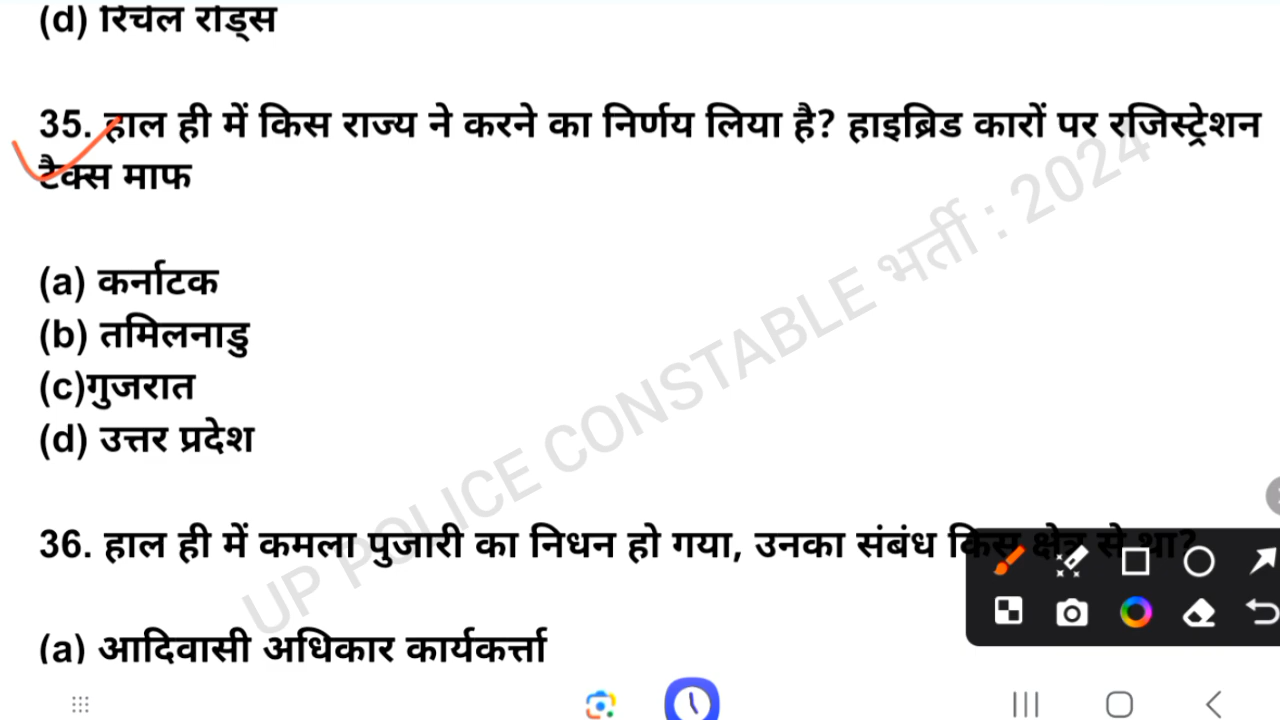 (d) रिचेल रोड्स
35. हाल ही में किस राज्य ने करने का निर्णय लिया है? हाइब्रिड कारों पर रजिस्ट्रेशन
टैक्स माफ
(a) कर्नाटक
(b) तमिलनाडु
(c)गुजरात
(d) उत्तर प्रदेश
36. हाल ही में कमला पुजारी का निधन हो गया, उनका संबंध किस क्षेत्र से था?
(a) आदिवासी अधिकार कार्यकर्त्ता
UP POLICE CONSTABLE भर्ती : 2024